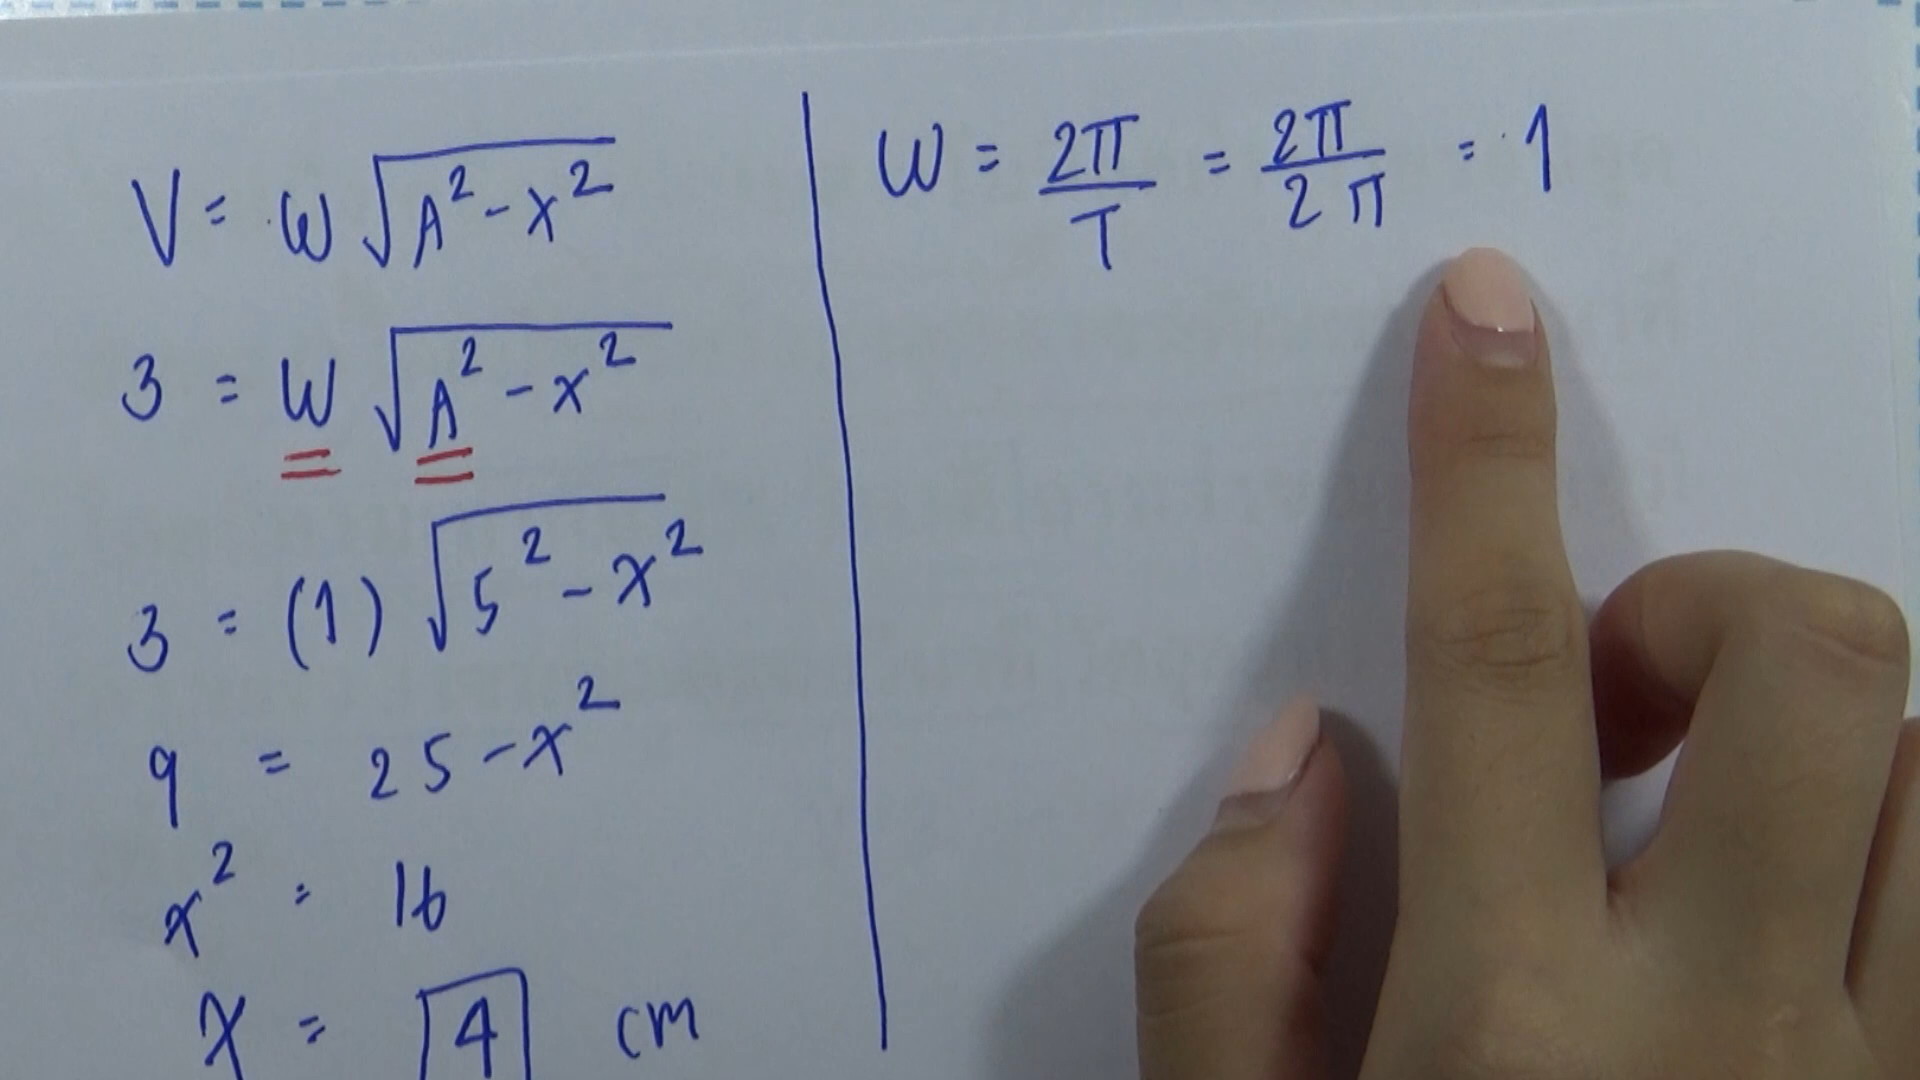 V = ω √(A² - x²)
3 = ω √(A² - x²)
3 = (1) √(5² - x²)
9 = 25 - x²
x² = 16
x = 4 cm
ω = 2π/T = 2π/2π = 1